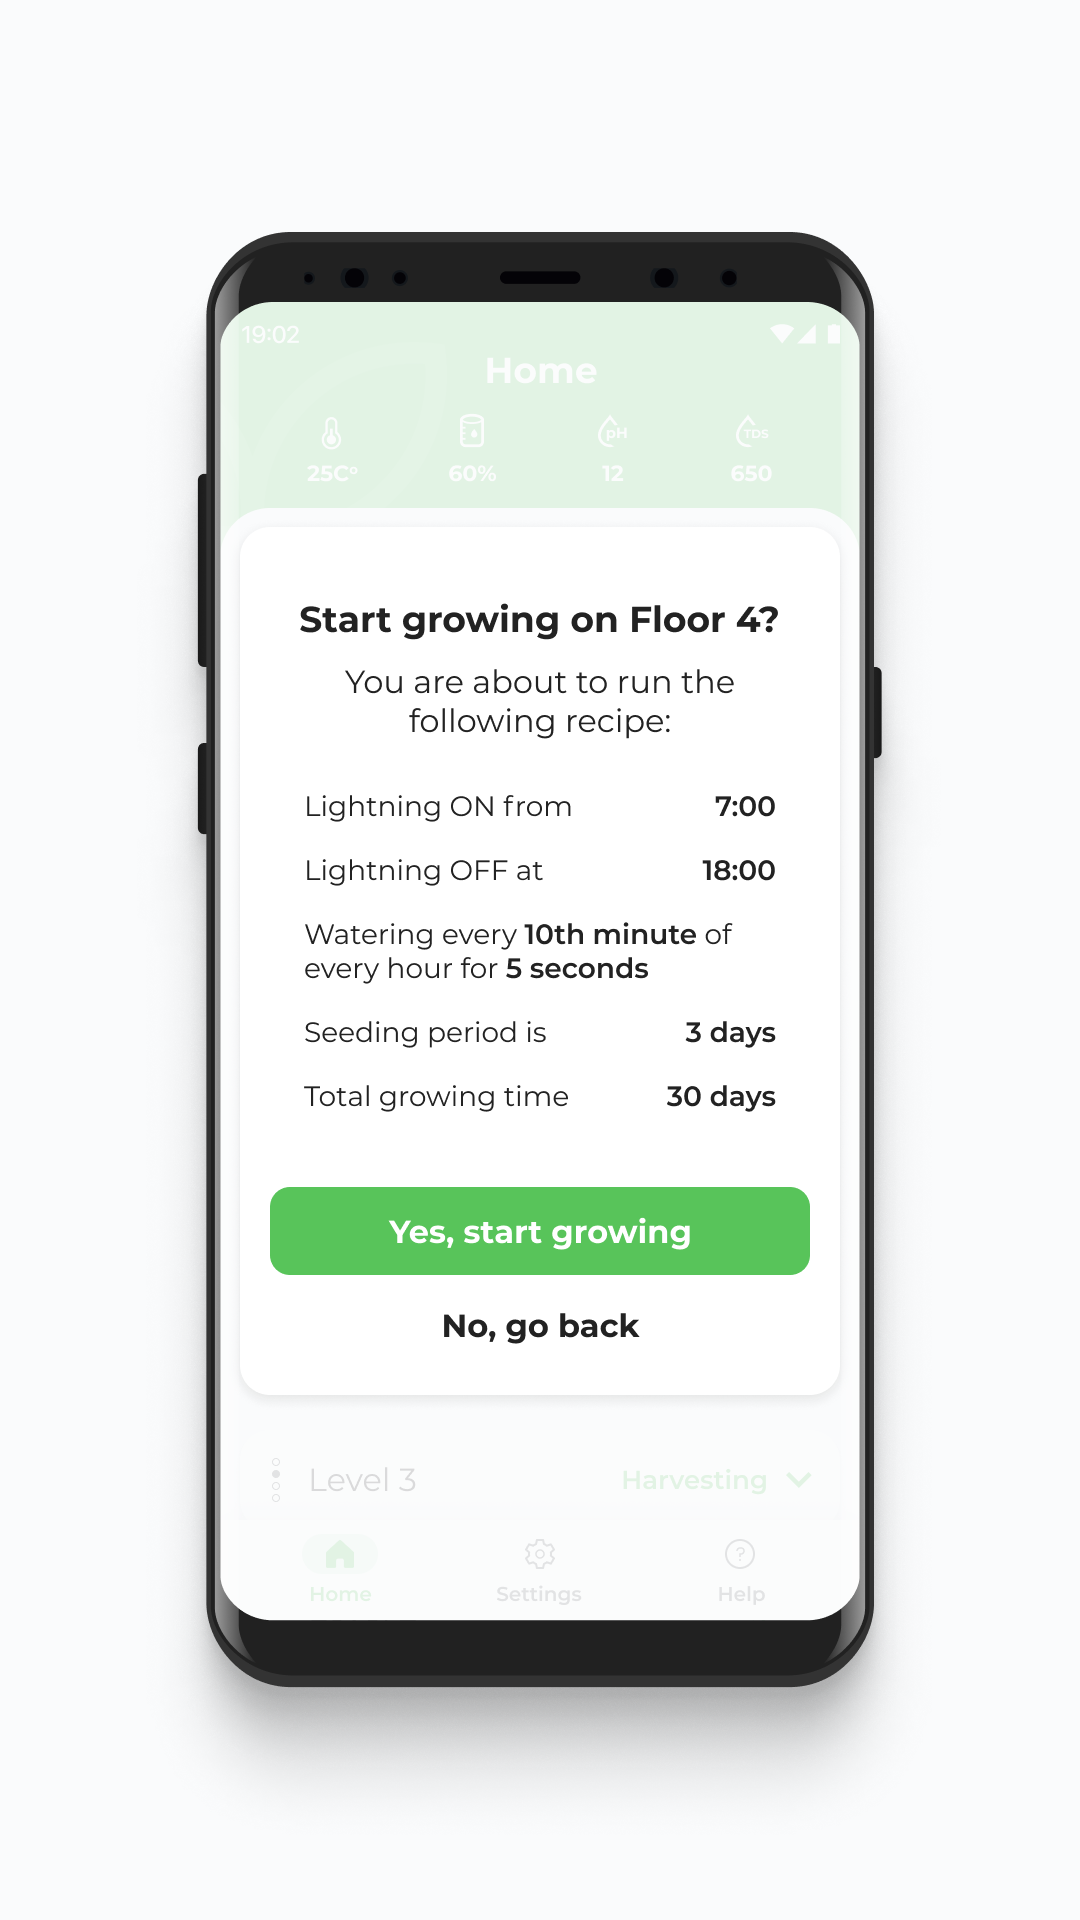 19:02
Home
pH
TDS
25C°
60%
12
650
Start growing on Floor 4?
You are about to run the
following recipe:
Lightning ON from 7:00
Lightning OFF at 18:00
Watering every 10th minute of
every hour for 5 seconds
Seeding period is 3 days
Total growing time 30 days
Yes, start growing
No, go back
Level 3 Harvesting
?
Home Settings Help